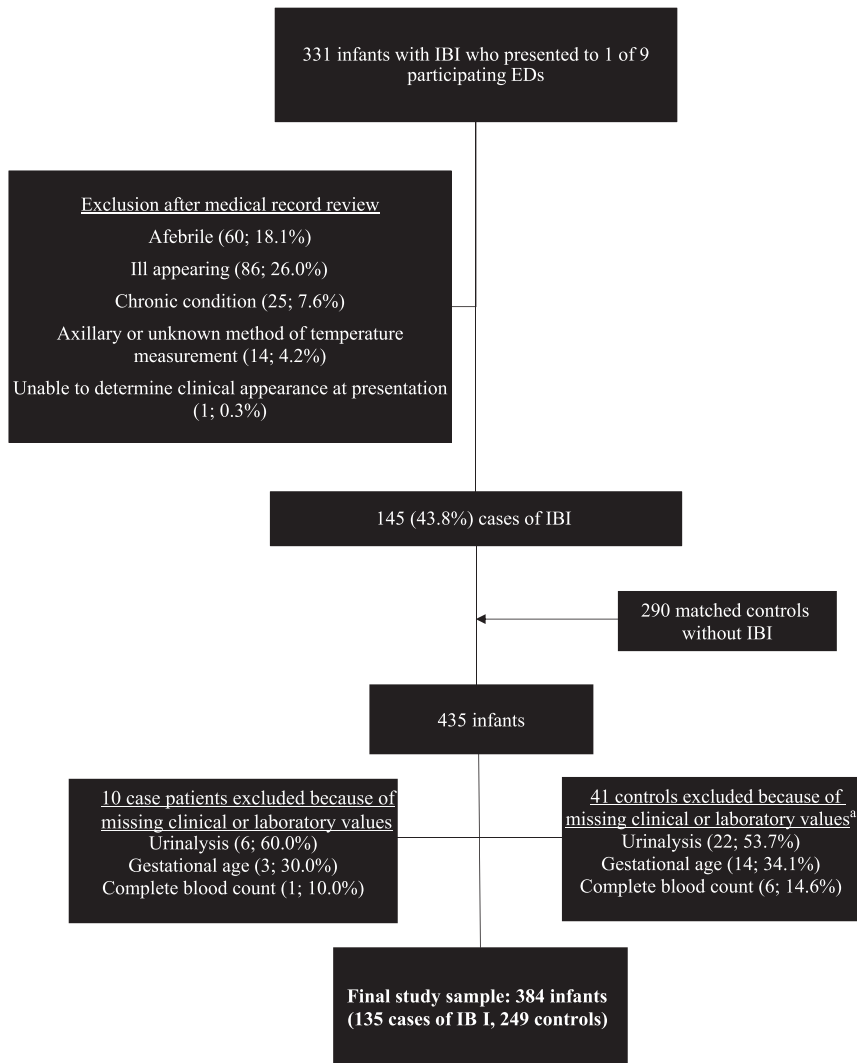 331 infants with IBI who presented to 1 of 9
participating EDs
Exclusion after medical record review
Afebrile (60; 18.1%)
Ill appearing (86; 26.0%)
Chronic condition (25; 7.6%)
Axillary or unknown method of temperature
measurement (14; 4.2%)
Unable to determine clinical appearance at presentation
(1; 0.3%)
145 (43.8%) cases of IBI
290 matched controls
without IBI
435 infants
10 case patients excluded because of
missing clinical or laboratory values
Urinalysis (6; 60.0%)
Gestational age (3; 30.0%)
Complete blood count (1; 10.0%)
41 controls excluded because of
missing clinical or laboratory values^a
Urinalysis (22; 53.7%)
Gestational age (14; 34.1%)
Complete blood count (6; 14.6%)
Final study sample: 384 infants
(135 cases of IB I, 249 controls)